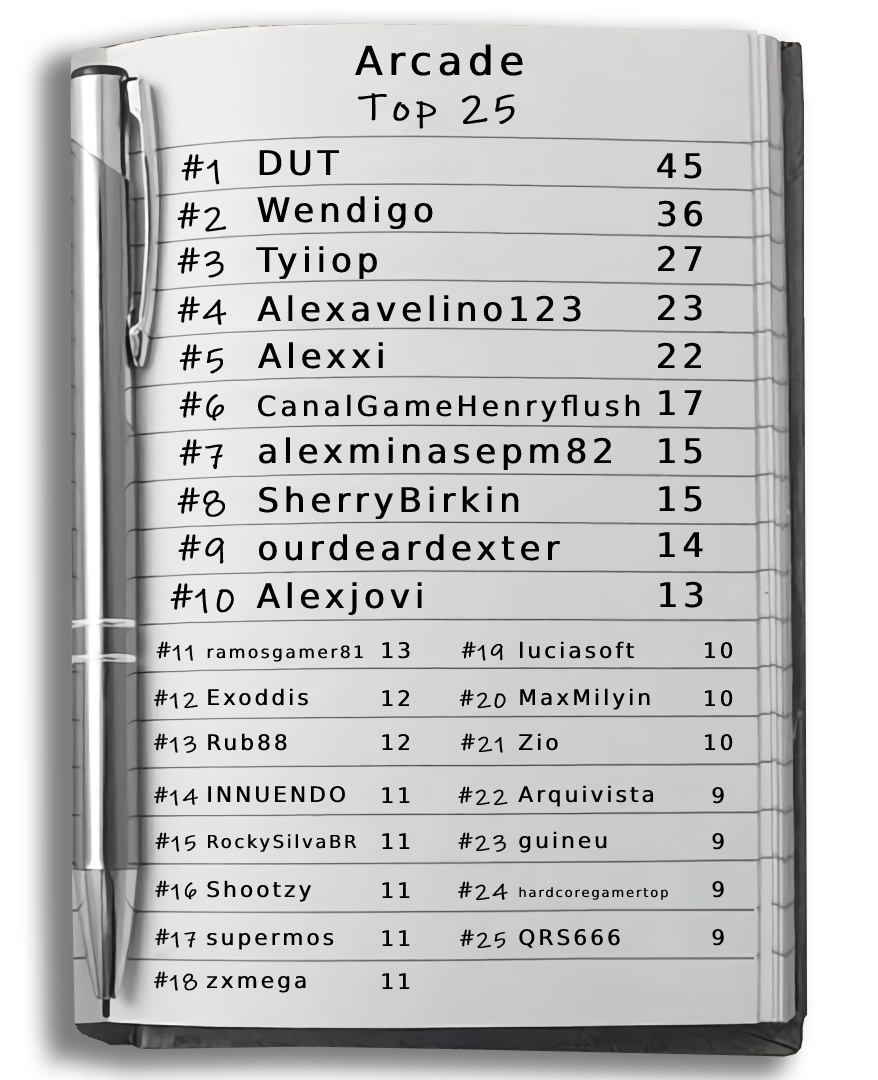 Arcade
Top 25
#1 DUT 45
#2 Wendigo 36
#3 Tyiiop 27
#4 Alexavelino123 23
#5 Alexxi 22
#6 CanalGameHenryflush 17
#7 alexminasepm82 15
#8 SherryBirkin 15
#9 ourdeardexter 14
#10 Alexjovi 13
#11 ramosgamer81 13
#12 Exoddis 12
#13 Rub88 12
#14 INNUENDO 11
#15 RockySilvaBR 11
#16 Shootzy 11
#17 supermos 11
#18 zxmega 11
#19 luciasoft 10
#20 MaxMilyin 10
#21 Zio 10
#22 Arquivista 9
#23 guineu 9
#24 hardcoregamertop 9
#25 QRS666 9